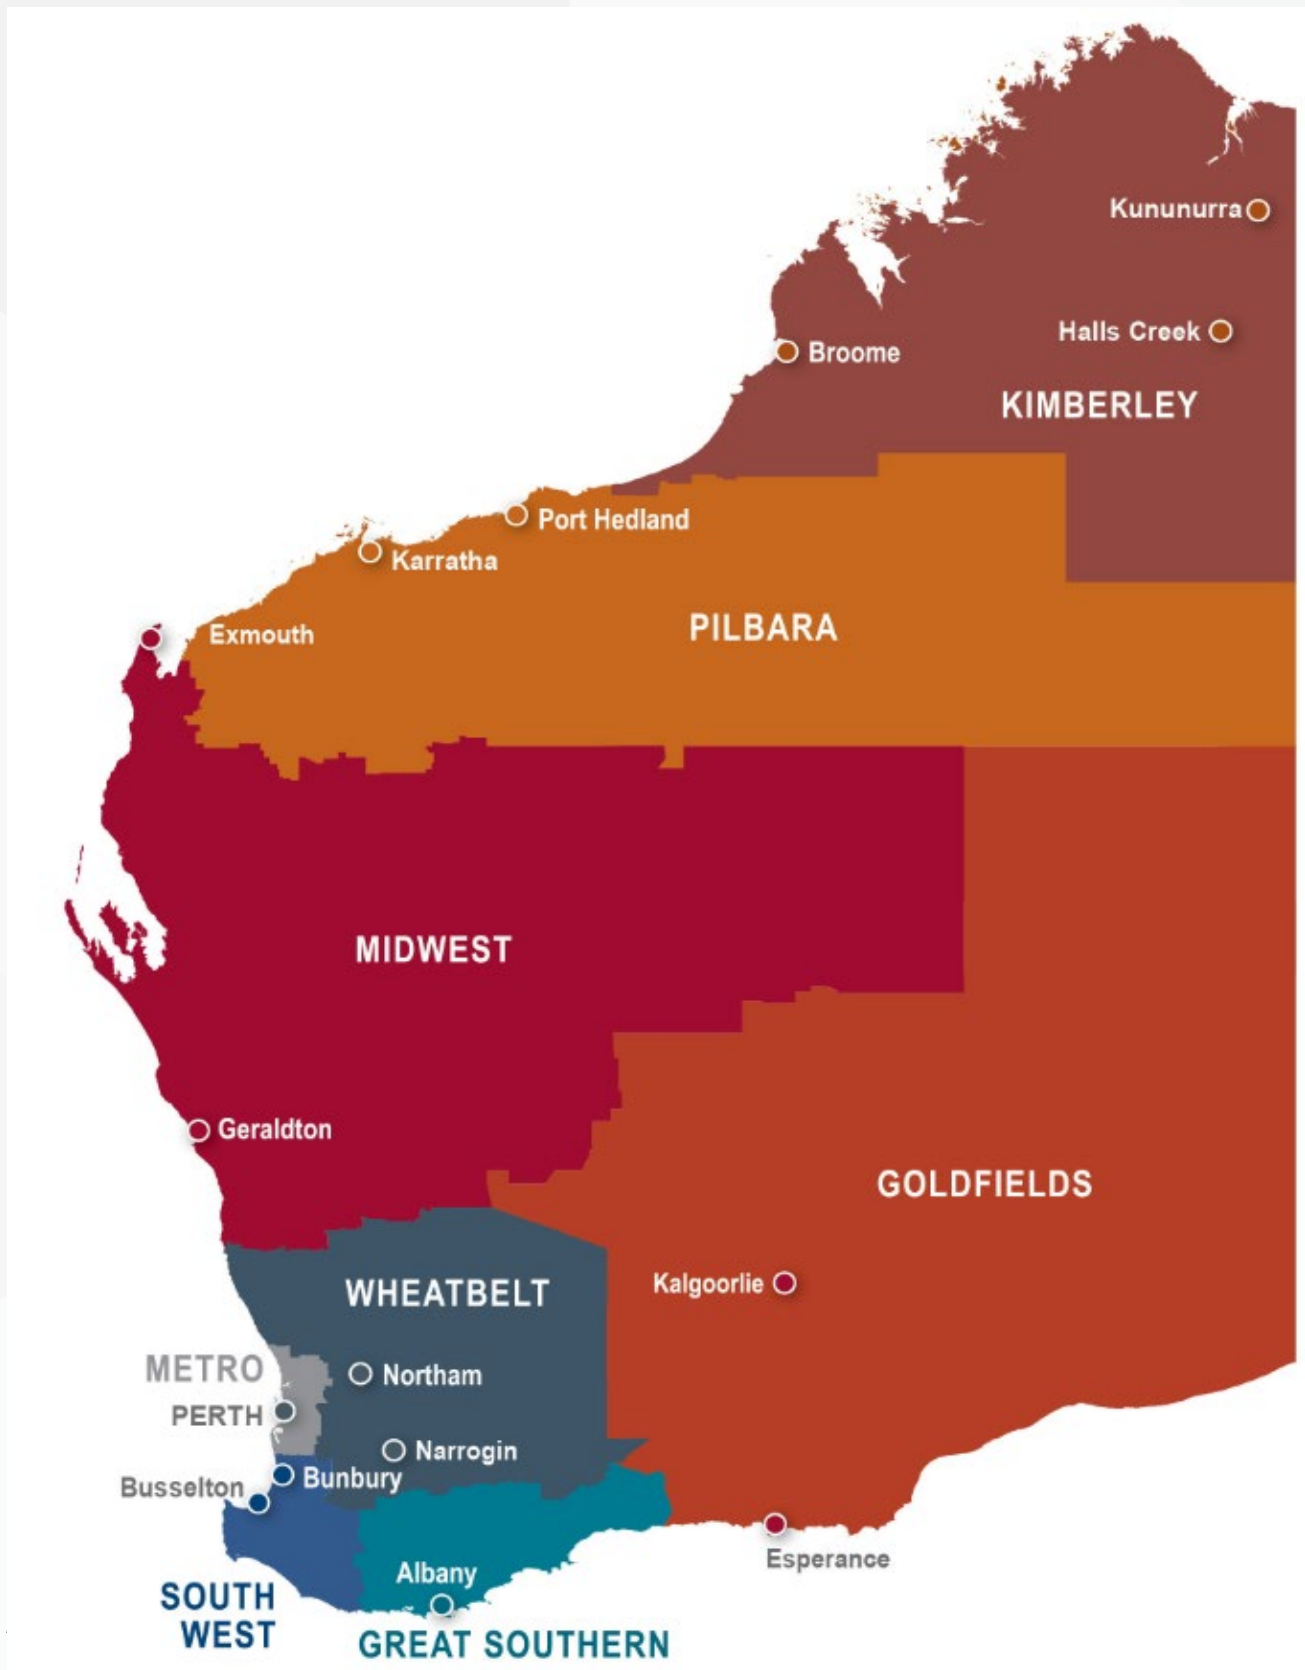 Kununurra
Halls Creek
Broome
KIMBERLEY
Port Hedland
Karratha
Exmouth
PILBARA
MIDWEST
Geraldton
GOLDFIELDS
Kalgoorlie
WHEATBELT
METRO
Northam
PERTH
Narrogin
Bunbury
Busselton
Esperance
Albany
SOUTH
WEST
GREAT SOUTHERN